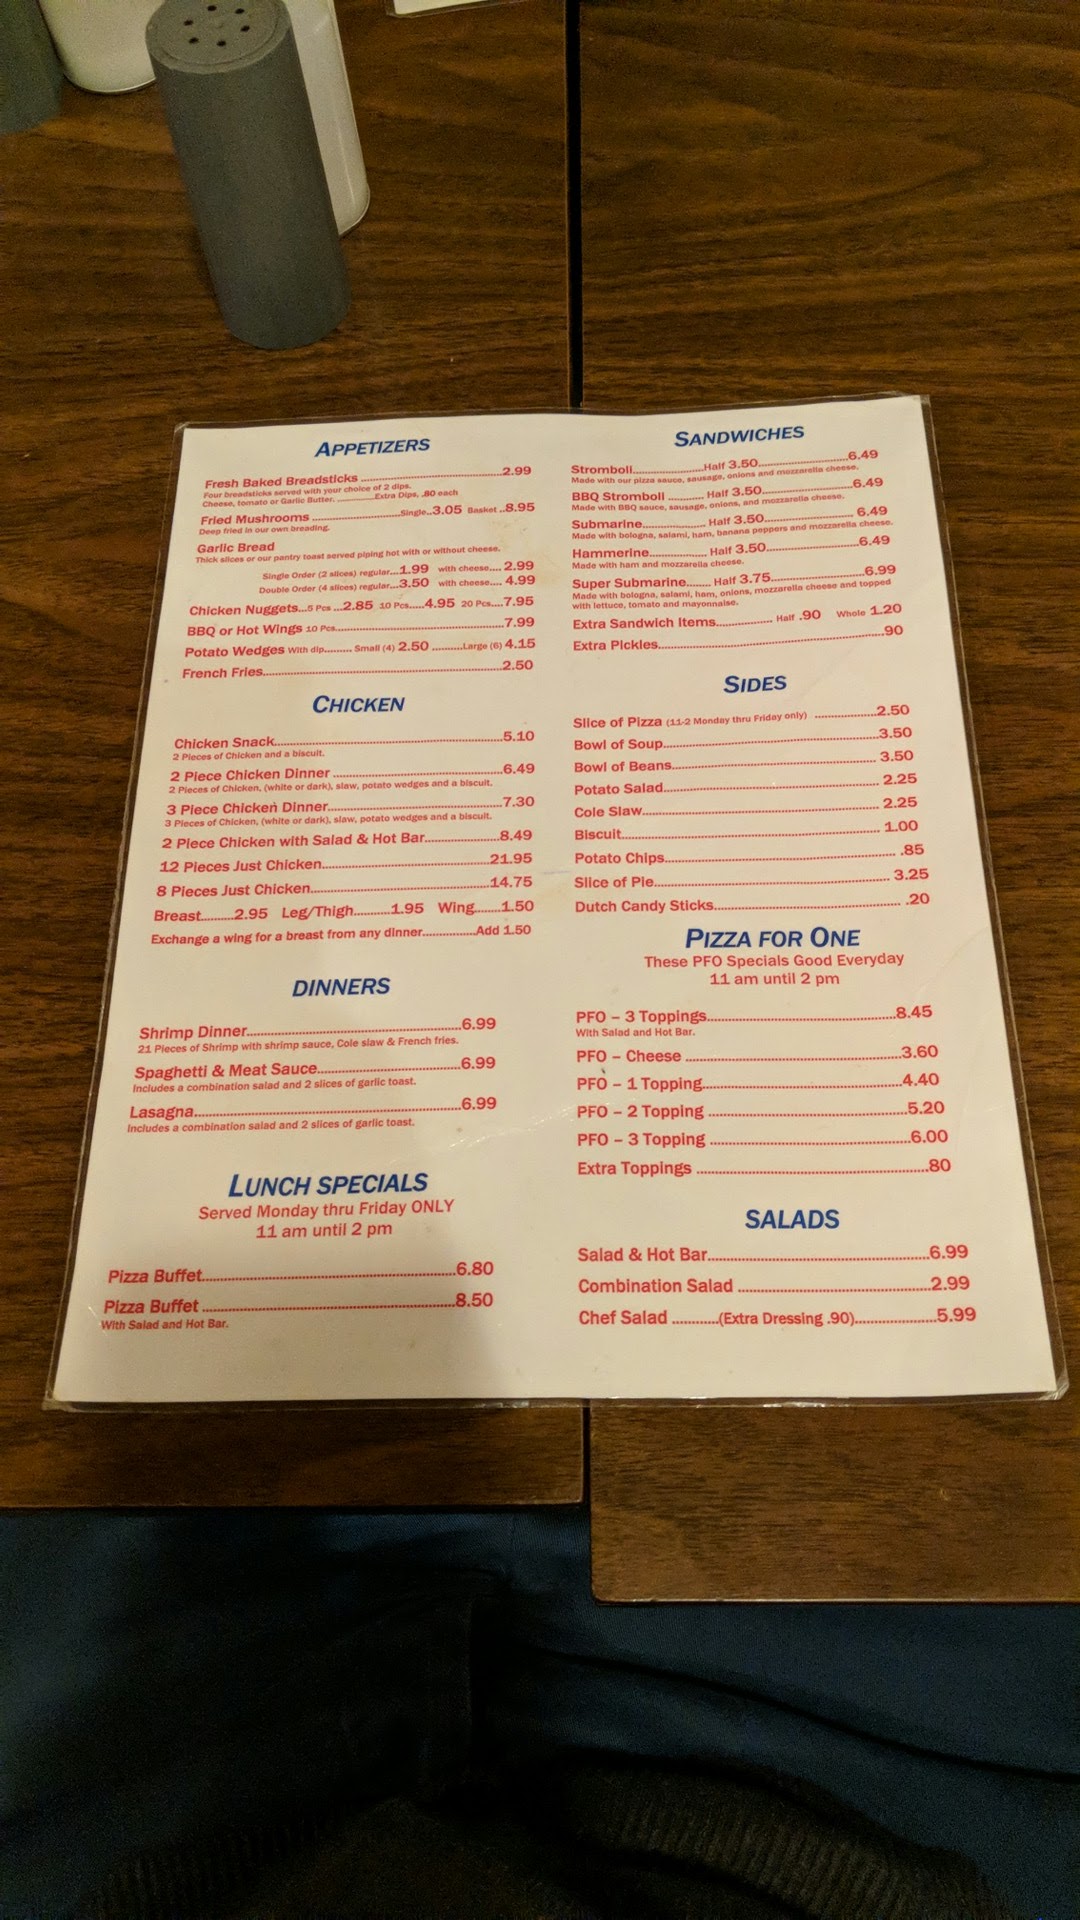 APPETIZERS
Fresh Baked Breadsticks ........ 2.99
Four breadsticks served with your choice of 2 dips.
Cheese, tomato or Garlic Butter. ........ Extra Dips, .80 each
Fried Mushrooms ........ Single..3.05 Basket ..8.95
Deep fried in our own breading.
Garlic Bread
Thick slices or our pantry toast served piping hot with or without cheese.
Single Order (2 slices) regular...1.99 with cheese.... 2.99
Double Order (4 slices) regular...3.50 with cheese.... 4.99
Chicken Nuggets...5 Pcs ...2.85 10 Pcs.....4.95 20 Pcs....7.95
BBQ or Hot Wings 10 Pcs........7.99
Potato Wedges With dip......... Small (4) 2.50 ..........Large (6) 4.15
French Fries........2.50
CHICKEN
Chicken Snack........5.10
2 Pieces of Chicken and a biscuit.
2 Piece Chicken Dinner ........6.49
2 Pieces of Chicken, (white or dark), slaw, potato wedges and a biscuit.
3 Piece Chicken Dinner........7.30
3 Pieces of Chicken, (white or dark), slaw, potato wedges and a biscuit.
2 Piece Chicken with Salad & Hot Bar........8.49
12 Pieces Just Chicken........21.95
8 Pieces Just Chicken........14.75
Breast.........2.95 Leg/Thigh..........1.95 Wing.......1.50
Exchange a wing for a breast from any dinner..............Add 1.50
DINNERS
Shrimp Dinner........6.99
21 Pieces of Shrimp with shrimp sauce, Cole slaw & French fries.
Spaghetti & Meat Sauce........6.99
Includes a combination salad and 2 slices of garlic toast.
Lasagna........6.99
Includes a combination salad and 2 slices of garlic toast.
LUNCH SPECIALS
Served Monday thru Friday ONLY
11 am until 2 pm
Pizza Buffet........6.80
Pizza Buffet ........8.50
With Salad and Hot Bar.
SANDWICHES
Stromboli........Half 3.50........6.49
Made with our pizza sauce, sausage, onions and mozzarella cheese.
BBQ Stromboli .......... Half 3.50........6.49
Made with BBQ sauce, sausage, onions, and mozzarella cheese.
Submarine........ Half 3.50........ 6.49
Made with bologna, salami, ham, banana peppers and mozzarella cheese.
Hammerine........ Half 3.50........6.49
Made with ham and mozzarella cheese.
Super Submarine....... Half 3.75........6.99
Made with bologna, salami, ham, onions, mozzarella cheese and topped
with lettuce, tomato and mayonnaise.
Extra Sandwich Items........ Half .90 Whole 1.20
Extra Pickles........90
SIDES
Slice of Pizza (11-2 Monday thru Friday only) ........2.50
Bowl of Soup........3.50
Bowl of Beans........ 3.50
Potato Salad........ 2.25
Cole Slaw........ 2.25
Biscuit........ 1.00
Potato Chips........ .85
Slice of Pie........ 3.25
Dutch Candy Sticks........ .20
PIZZA FOR ONE
These PFO Specials Good Everyday
11 am until 2 pm
PFO – 3 Toppings........8.45
With Salad and Hot Bar.
PFO – Cheese ........3.60
PFO – 1 Topping........4.40
PFO – 2 Topping ........5.20
PFO – 3 Topping ........6.00
Extra Toppings ........80
SALADS
Salad & Hot Bar........6.99
Combination Salad ........2.99
Chef Salad ...........(Extra Dressing .90)........5.99